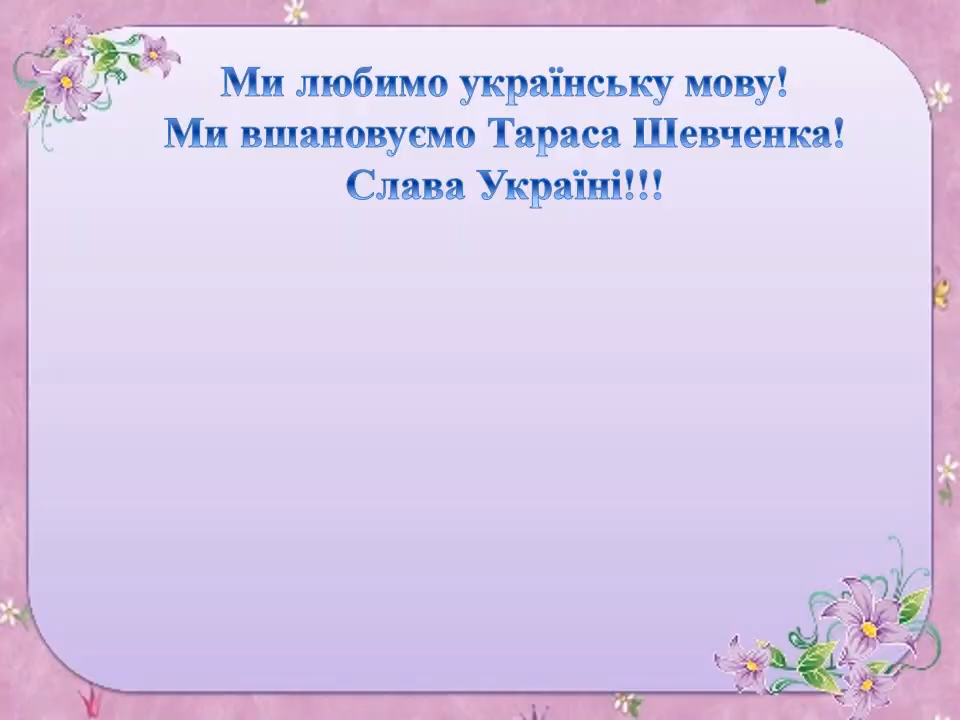 Ми любимо українську мову!
Ми вшановуємо Тараса Шевченка!
Слава Україні!!!